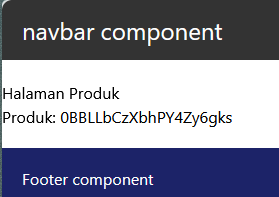 navbar component
Halaman Produk
Produk: 0BBLLbCzXbhPY4Zy6gks
Footer component